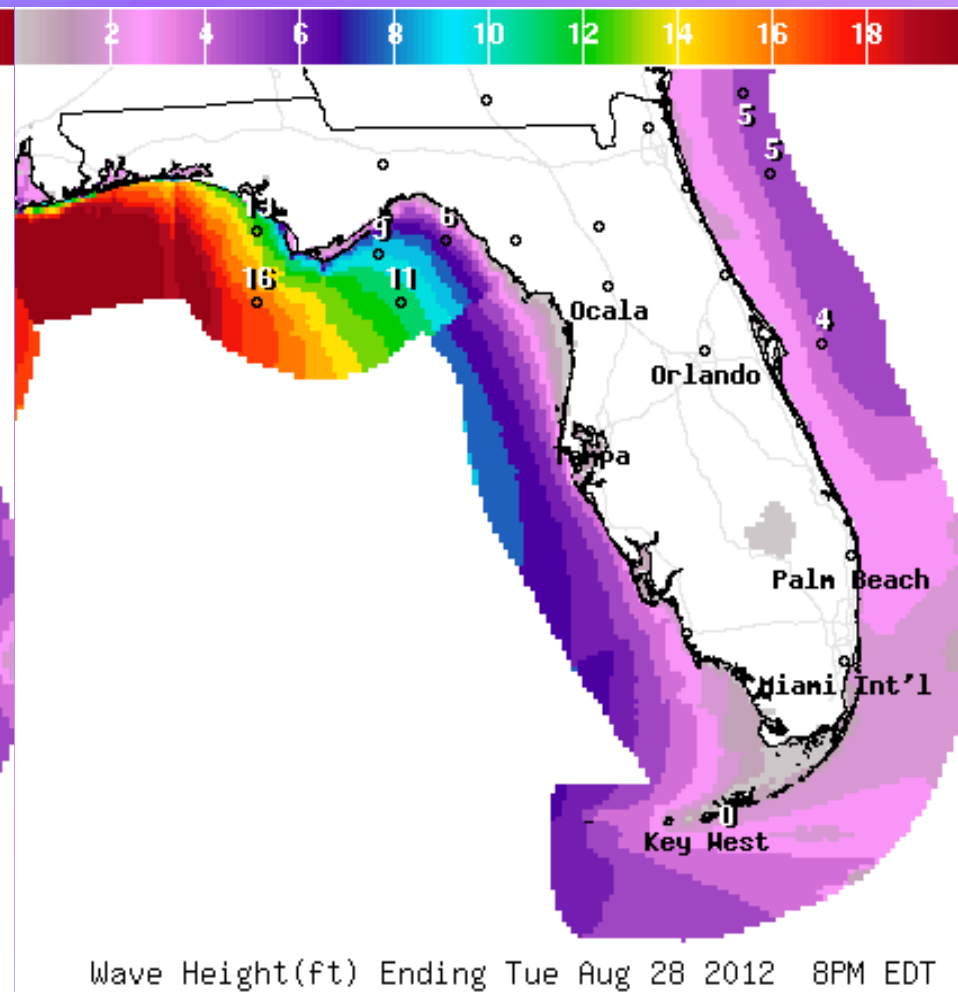 2 4 6 8 10 12 14 16 18
5
5
13
9 6
16 11
Ocala
4
Orlando
Tampa
Palm Beach
Miami Int'l
0
Key West
Wave Height(ft) Ending Tue Aug 28 2012 8PM EDT